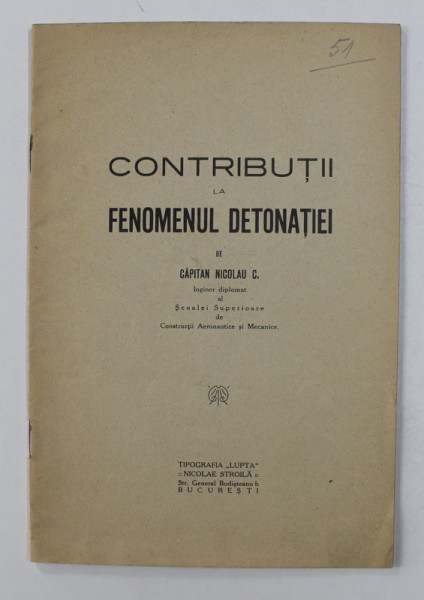 51
CONTRIBUȚII
LA
FENOMENUL DETONAȚIEI
DE
CĂPITAN NICOLAU C.
Inginer diplomat
al
Școalei Superioare
de
Construcții Aeronautice și Mecanice.
TIPOGRAFIA „LUPTA”
:: NICOLAE STROILĂ ::
Str. General Budișteanu
BUCUREȘTI